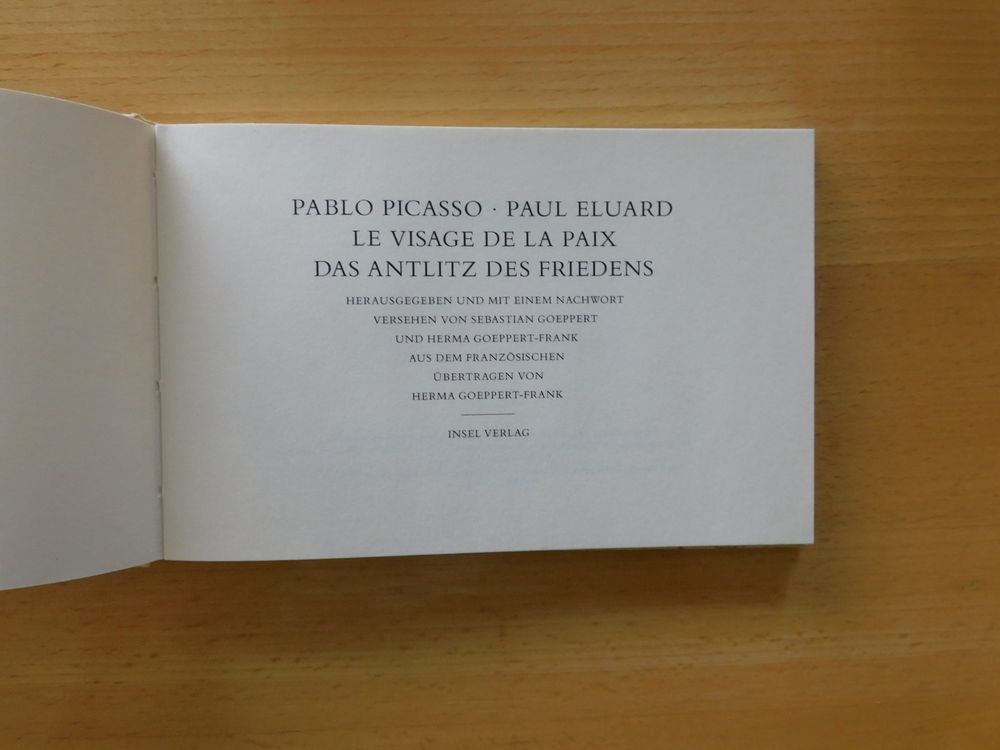 PABLO PICASSO · PAUL ELUARD
LE VISAGE DE LA PAIX
DAS ANTLITZ DES FRIEDENS
HERAUSGEGEBEN UND MIT EINEM NACHWORT
VERSEHEN VON SEBASTIAN GOEPPERT
UND HERMA GOEPPERT-FRANK
AUS DEM FRANZÖSISCHEN
ÜBERTRAGEN VON
HERMA GOEPPERT-FRANK
INSEL VERLAG